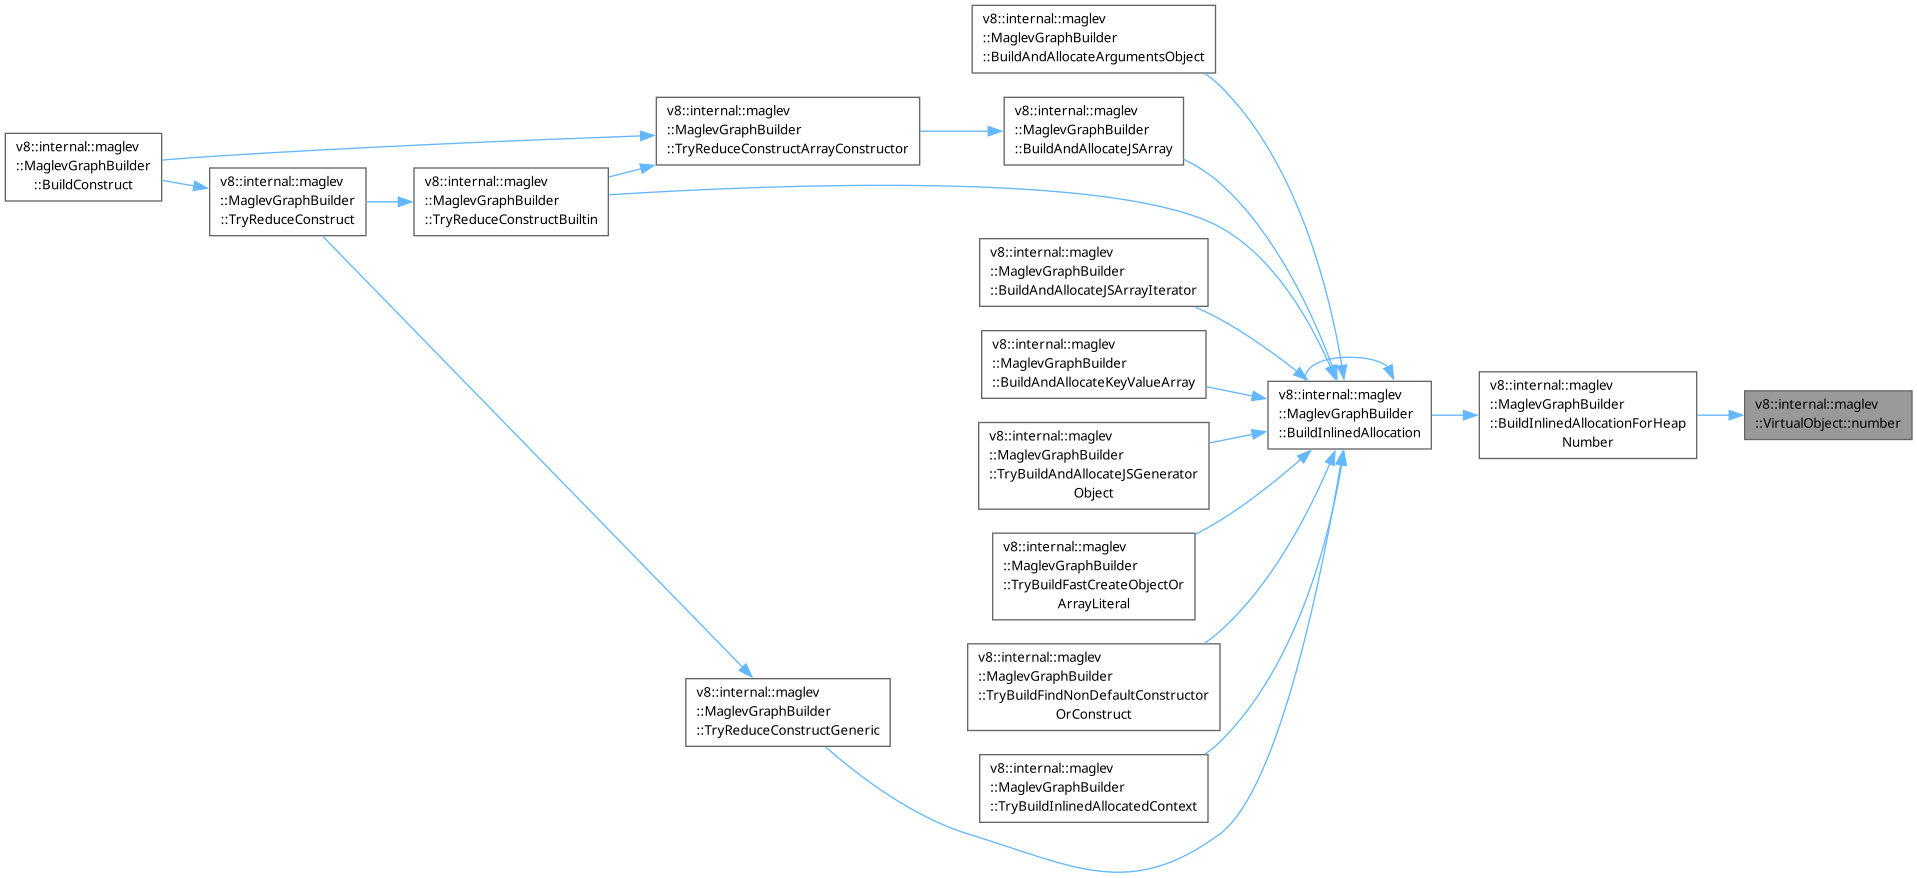 v8::internal::maglev
::MaglevGraphBuilder
::BuildAndAllocateArgumentsObject
v8::internal::maglev
::MaglevGraphBuilder
::TryReduceConstructArrayConstructor
v8::internal::maglev
::MaglevGraphBuilder
::BuildAndAllocateJSArray
v8::internal::maglev
::MaglevGraphBuilder
::BuildConstruct
v8::internal::maglev
::MaglevGraphBuilder
::TryReduceConstruct
v8::internal::maglev
::MaglevGraphBuilder
::TryReduceConstructBuiltin
v8::internal::maglev
::MaglevGraphBuilder
::BuildAndAllocateJSArrayIterator
v8::internal::maglev
::MaglevGraphBuilder
::BuildAndAllocateKeyValueArray
v8::internal::maglev
::MaglevGraphBuilder
::BuildInlinedAllocation
v8::internal::maglev
::MaglevGraphBuilder
::BuildInlinedAllocationForHeap
Number
v8::internal::maglev
::VirtualObject::number
v8::internal::maglev
::MaglevGraphBuilder
::TryBuildAndAllocateJSGenerator
Object
v8::internal::maglev
::MaglevGraphBuilder
::TryBuildFastCreateObjectOr
ArrayLiteral
v8::internal::maglev
::MaglevGraphBuilder
::TryBuildFindNonDefaultConstructor
OrConstruct
v8::internal::maglev
::MaglevGraphBuilder
::TryReduceConstructGeneric
v8::internal::maglev
::MaglevGraphBuilder
::TryBuildInlinedAllocatedContext